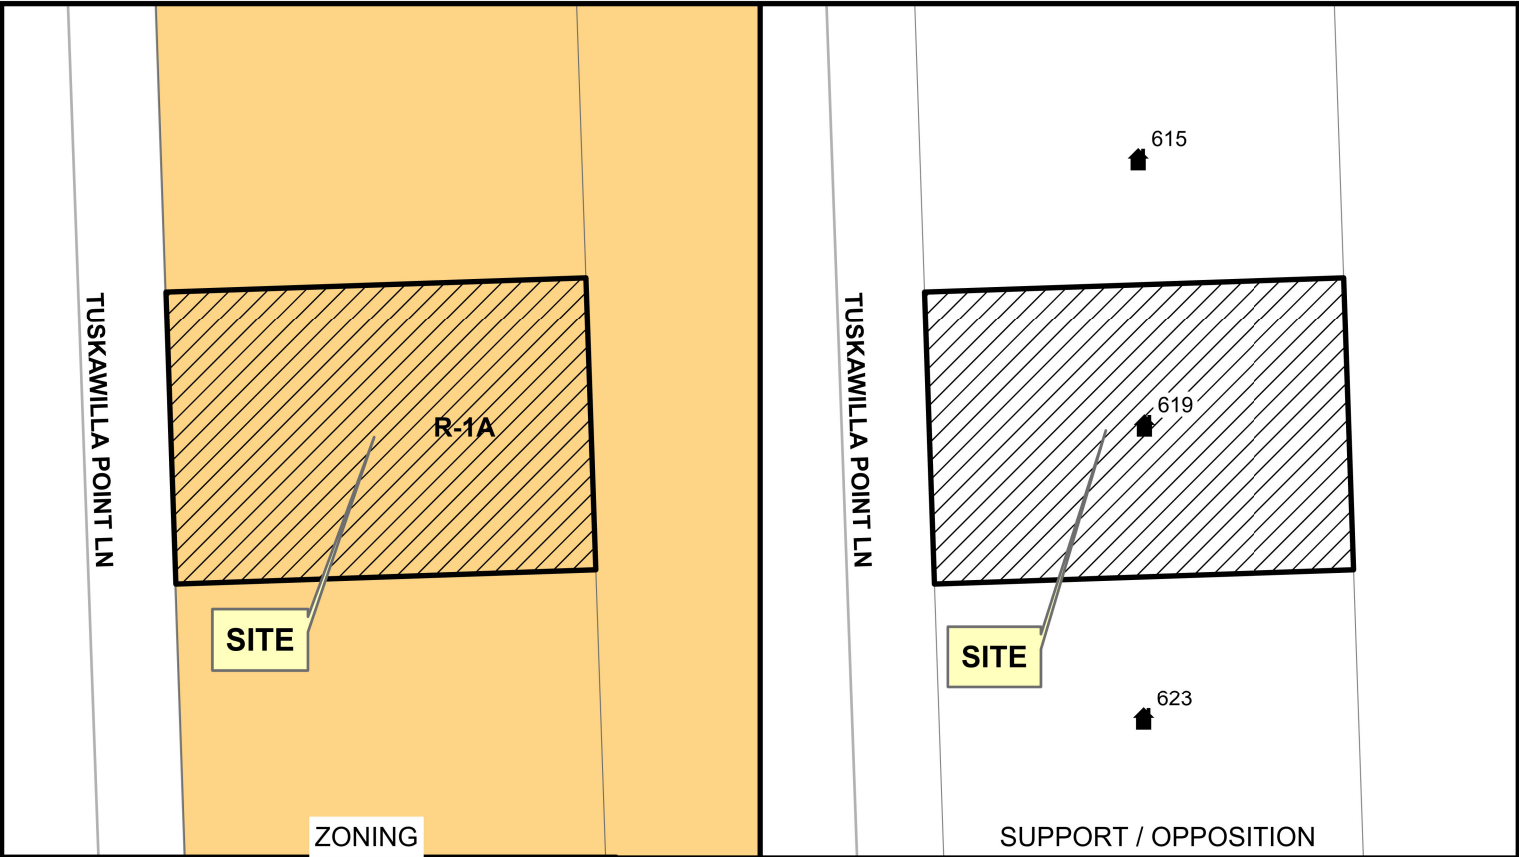 TUSKAWILLA POINT LN
R-1A
SITE
ZONING
615
TUSKAWILLA POINT LN
619
SITE
623
SUPPORT / OPPOSITION